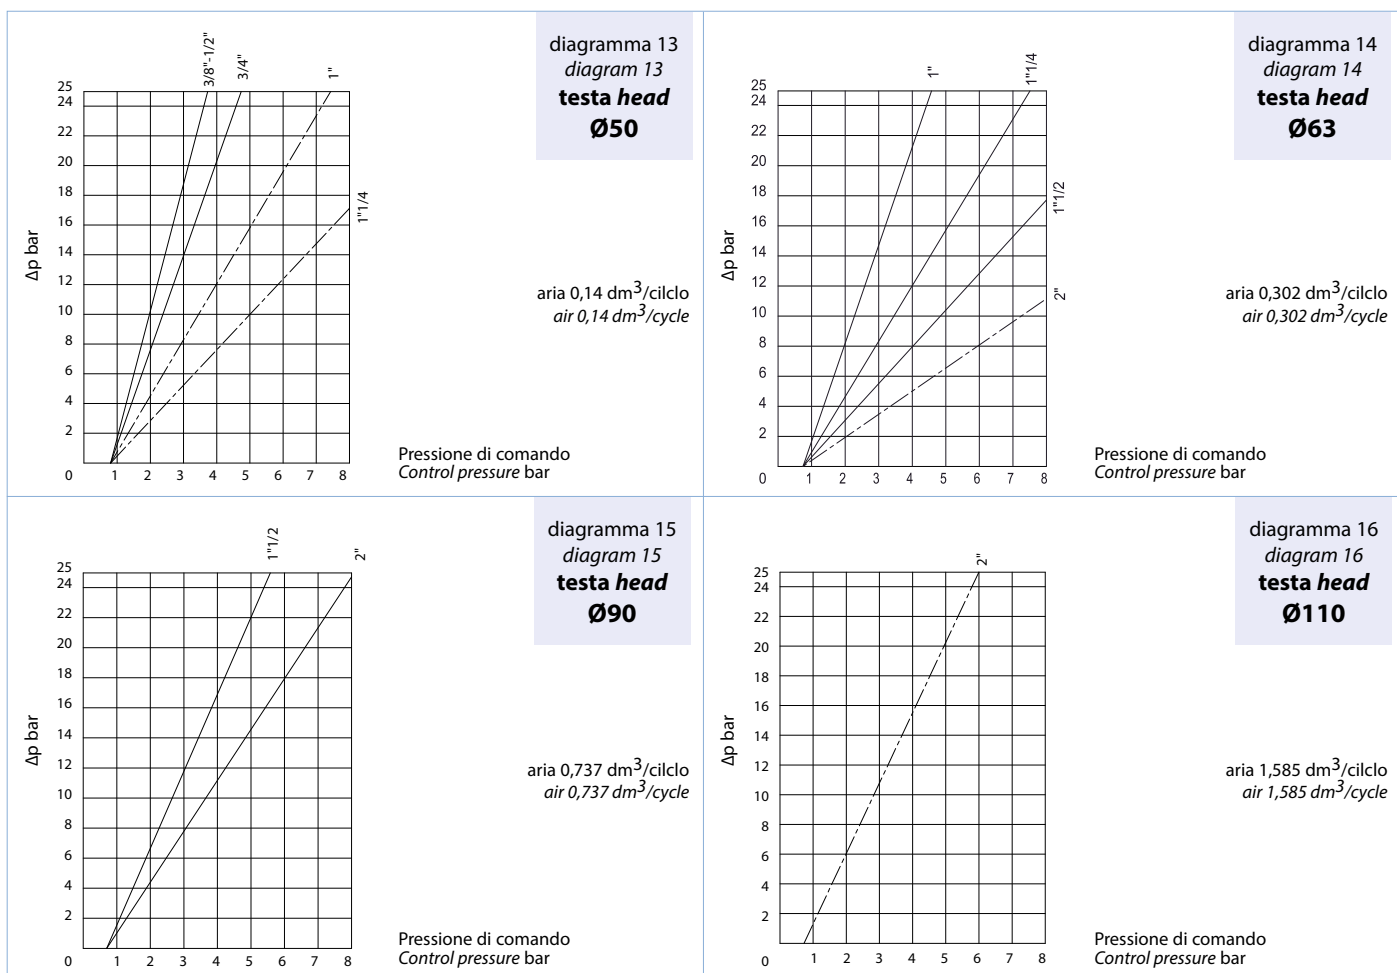 diagramma 13
diagram 13
testa head
Ø50
3/8"-1/2"
3/4"
1"
1"1/4
25
24
22
20
18
16
14
12
10
8
6
4
2
0 1 2 3 4 5 6 7 8
Δp bar
aria 0,14 dm3/cilclo
air 0,14 dm3/cycle
Pressione di comando
Control pressure bar
diagramma 14
diagram 14
testa head
Ø63
1"
1"1/4
1"1/2
2"
25
24
22
20
18
16
14
12
10
8
6
4
2
0 1 2 3 4 5 6 7 8
Δp bar
aria 0,302 dm3/cilclo
air 0,302 dm3/cycle
Pressione di comando
Control pressure bar
diagramma 15
diagram 15
testa head
Ø90
1"1/2
2"
25
24
22
20
18
16
14
12
10
8
6
4
2
0 1 2 3 4 5 6 7 8
Δp bar
aria 0,737 dm3/cilclo
air 0,737 dm3/cycle
Pressione di comando
Control pressure bar
diagramma 16
diagram 16
testa head
Ø110
2"
25
24
22
20
18
16
14
12
10
8
6
4
2
0 1 2 3 4 5 6 7 8
Δp bar
aria 1,585 dm3/cilclo
air 1,585 dm3/cycle
Pressione di comando
Control pressure bar